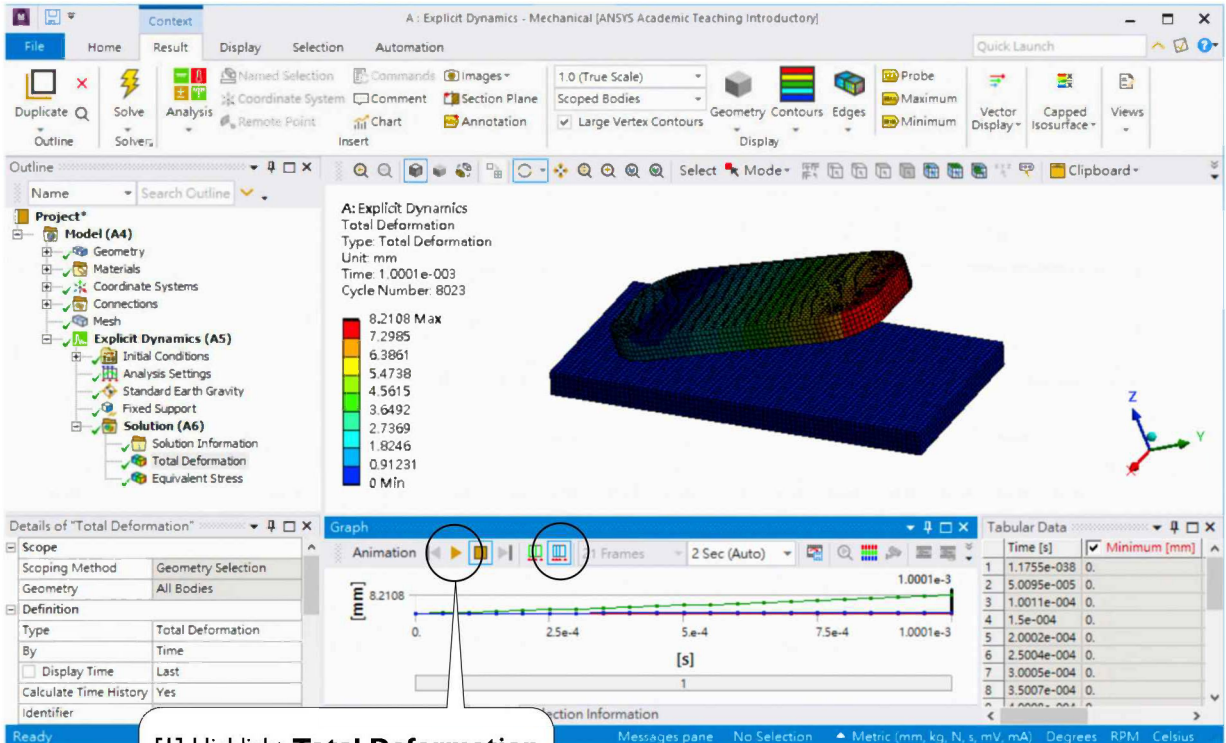 Context
A : Explicit Dynamics - Mechanical [ANSYS Academic Teaching Introductory]
File Home Result Display Selection Automation
Quick Launch
Duplicate Q
Outline
Solve
Solver
Analysis
Named Selection
Coordinate System
Remote Point
Commands
Comment
Chart
Images
Section Plane
Annotation
Insert
1.0 (True Scale)
Scoped Bodies
Large Vertex Contours
Geometry Contours Edges
Probe
Maximum
Minimum
Display
Vector Display
Capped Isosurface
Views
Outline
Name Search Outline
Select Mode Clipboard
Project*
Model (A4)
Geometry
Materials
Coordinate Systems
Connections
Mesh
Explicit Dynamics (A5)
Initial Conditions
Analysis Settings
Standard Earth Gravity
Fixed Support
Solution (A6)
Solution Information
Total Deformation
Equivalent Stress
A: Explicit Dynamics
Total Deformation
Type: Total Deformation
Unit: mm
Time: 1.0001e-003
Cycle Number: 8023
8.2108 Max
7.2985
6.3861
5.4738
4.5615
3.6492
2.7369
1.8246
0.91231
0 Min
Z
Y
X
Details of "Total Deformation"
Scope
Scoping Method Geometry Selection
Geometry All Bodies
Definition
Type Total Deformation
By Time
Display Time Last
Calculate Time History Yes
Identifier
Graph
Animation 21 Frames 2 Sec (Auto)
1.0001e-3
[mm]
8.2108
0. 2.5e-4 5.e-4 7.5e-4 1.0001e-3
[s]
1
Selection Information
Tabular Data
Time [s] Minimum [mm]
1 1.1755e-038 0.
2 5.0095e-005 0.
3 1.0011e-004 0.
4 1.5e-004 0.
5 2.0002e-004 0.
6 2.5004e-004 0.
7 3.0005e-004 0.
8 3.5007e-004 0.
Ready
Messages pane No Selection Metric (mm, kg, N, s, mV, mA) Degrees RPM Celsius
[1] Highlight Total Deformation